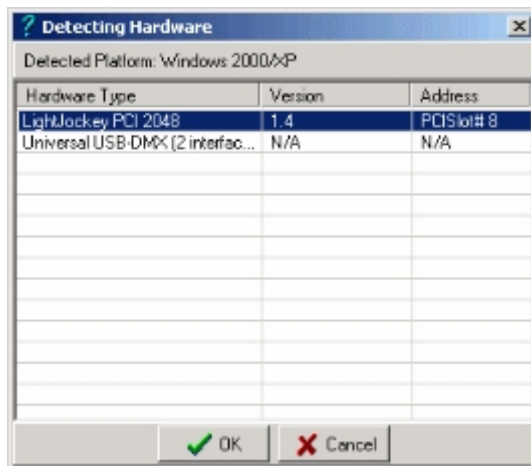 ? Detecting Hardware
Detected Platform: Windows 2000/XP
Hardware Type Version Address
LightJockey PCI 2048 1.4 PCISlot# 8
Universal USB-DMX (2 interfac... N/A N/A
OK Cancel